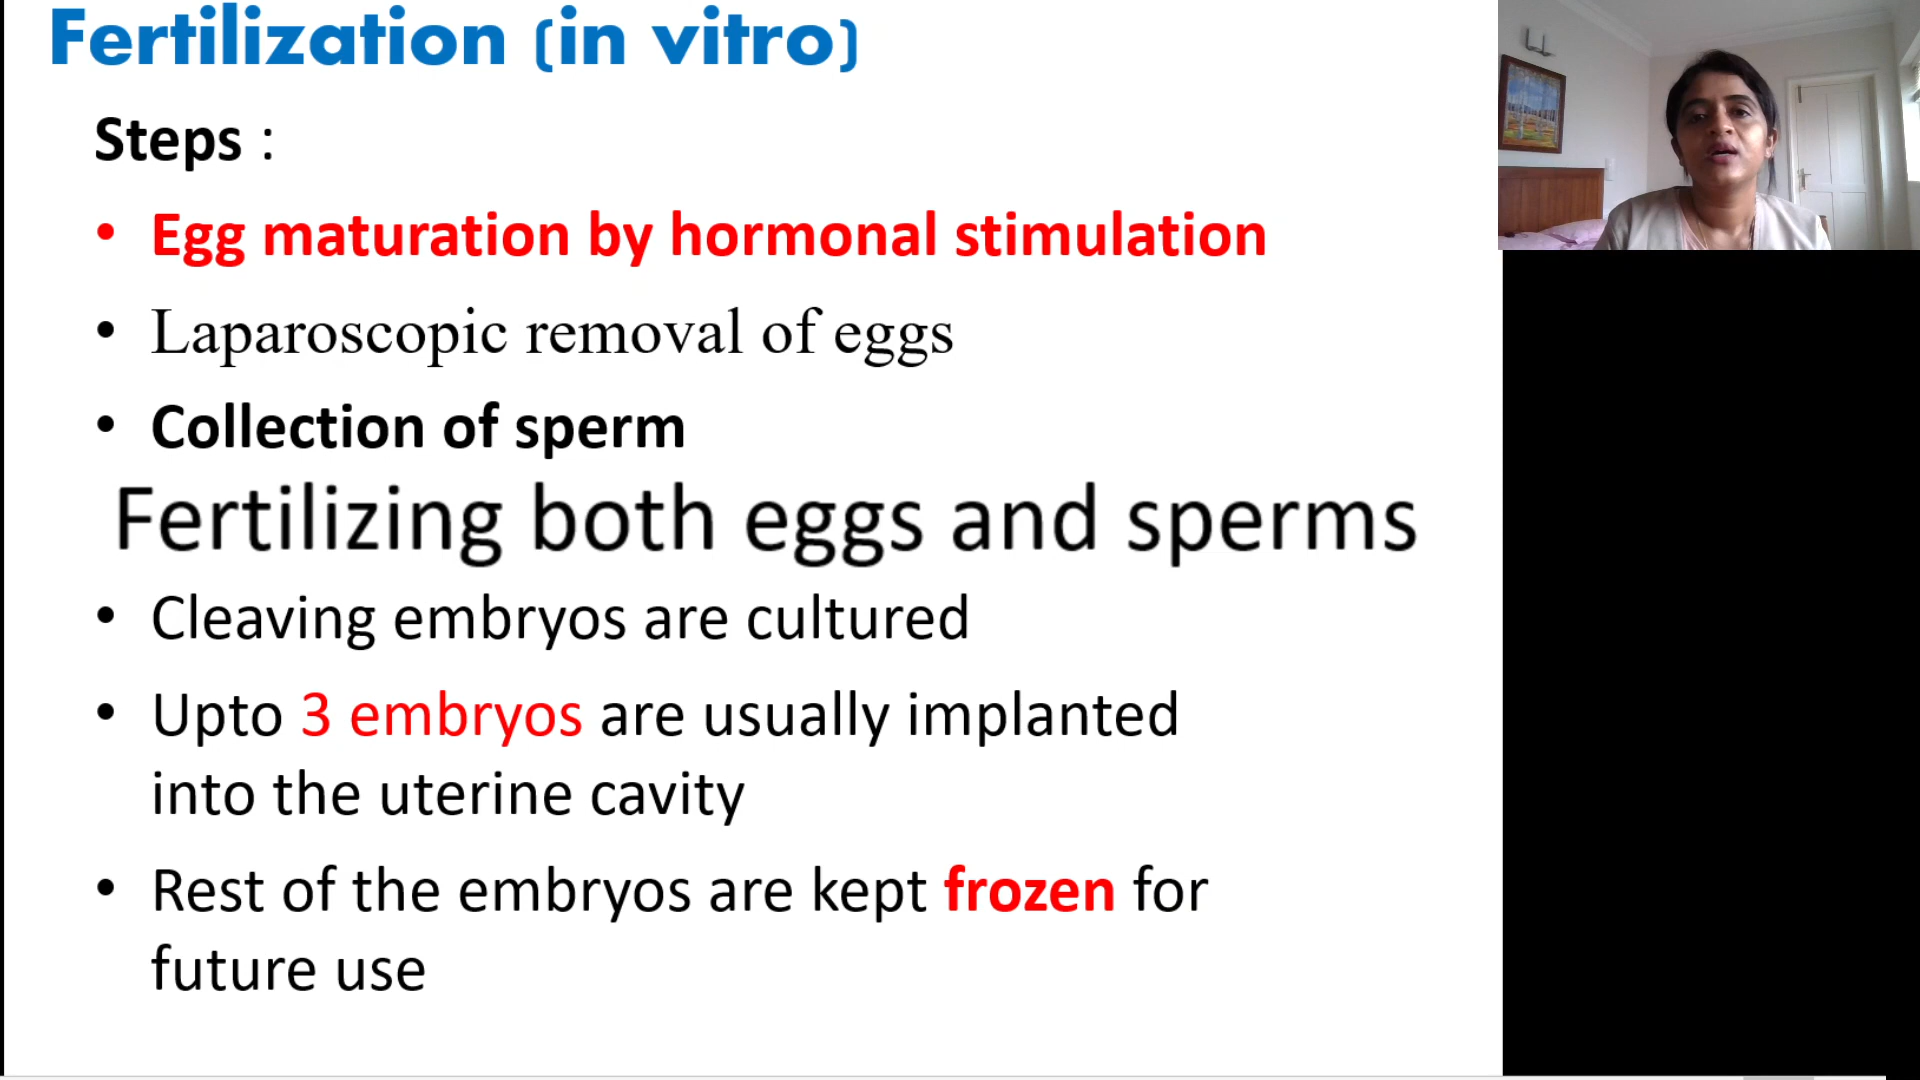 Fertilization (in vitro)
Steps :
• Egg maturation by hormonal stimulation
• Laparoscopic removal of eggs
• Collection of sperm
Fertilizing both eggs and sperms
• Cleaving embryos are cultured
• Upto 3 embryos are usually implanted
into the uterine cavity
• Rest of the embryos are kept frozen for
future use